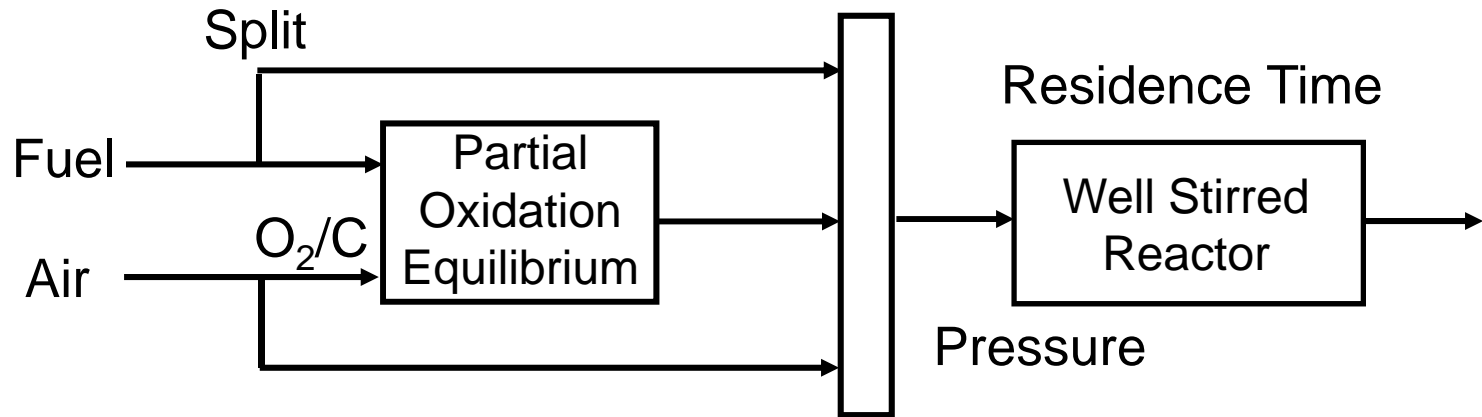 Split
Fuel
Air
O₂/C
Partial
Oxidation
Equilibrium
Residence Time
Well Stirred
Reactor
Pressure